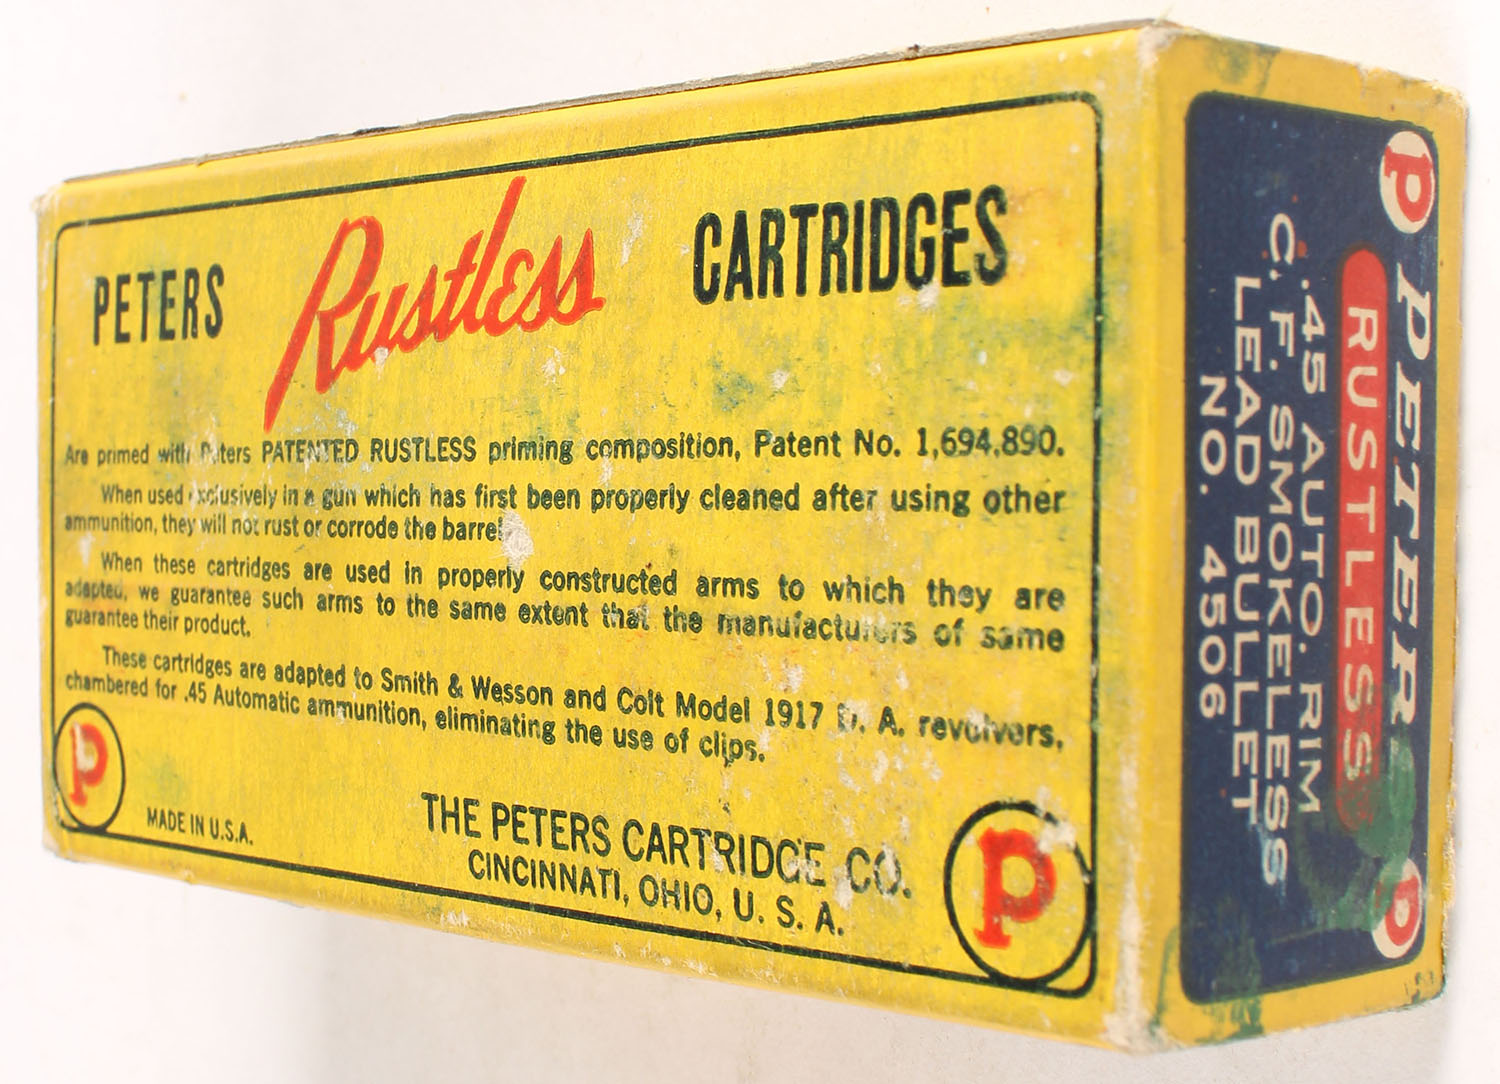 PETERS Rustless CARTRIDGES
Are primed with Peters PATENTED RUSTLESS priming composition, Patent No. 1,694,890.
When used exclusively in a gun which has first been properly cleaned after using other
ammunition, they will not rust or corrode the barrel.
When these cartridges are used in properly constructed arms to which they are
adapted, we guarantee such arms to the same extent that the manufacturers of same
guarantee their product.
These cartridges are adapted to Smith & Wesson and Colt Model 1917 D. A. revolvers,
chambered for .45 Automatic ammunition, eliminating the use of clips.
P
MADE IN U.S.A.
THE PETERS CARTRIDGE CO.
CINCINNATI, OHIO, U. S. A.
P
P PETERS P
RUSTLESS
.45 AUTO. RIM
C. F. SMOKELESS
LEAD BULLET
NO. 4506